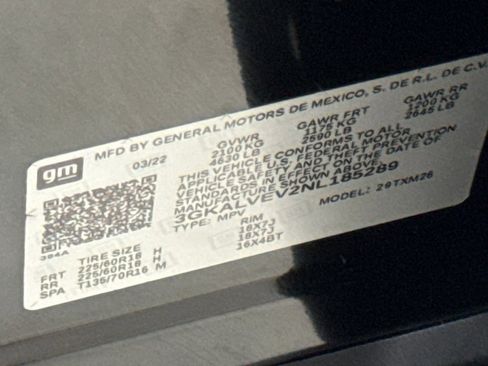 gm
MFD BY GENERAL MOTORS DE MEXICO, S. DE R.L. DE C.V.
03/22 GVWR GAWR FRT GAWR RR
2100 KG 1175 KG 1200 KG
4630 LB 2590 LB 2645 LB
THIS VEHICLE CONFORMS TO ALL
APPLICABLE U.S. FEDERAL MOTOR
VEHICLE SAFETY AND THEFT PREVENTION
STANDARDS IN EFFECT ON THE DATE OF
MANUFACTURE SHOWN ABOVE.
3GKALVEV2NL185289
TYPE: MPV MODEL: 29TXM26
TIRE SIZE RIM
FRT 225/60R18 H 18X7J
RR 225/60R18 H 18X7J
SPA T135/70R16 M 16X4BT